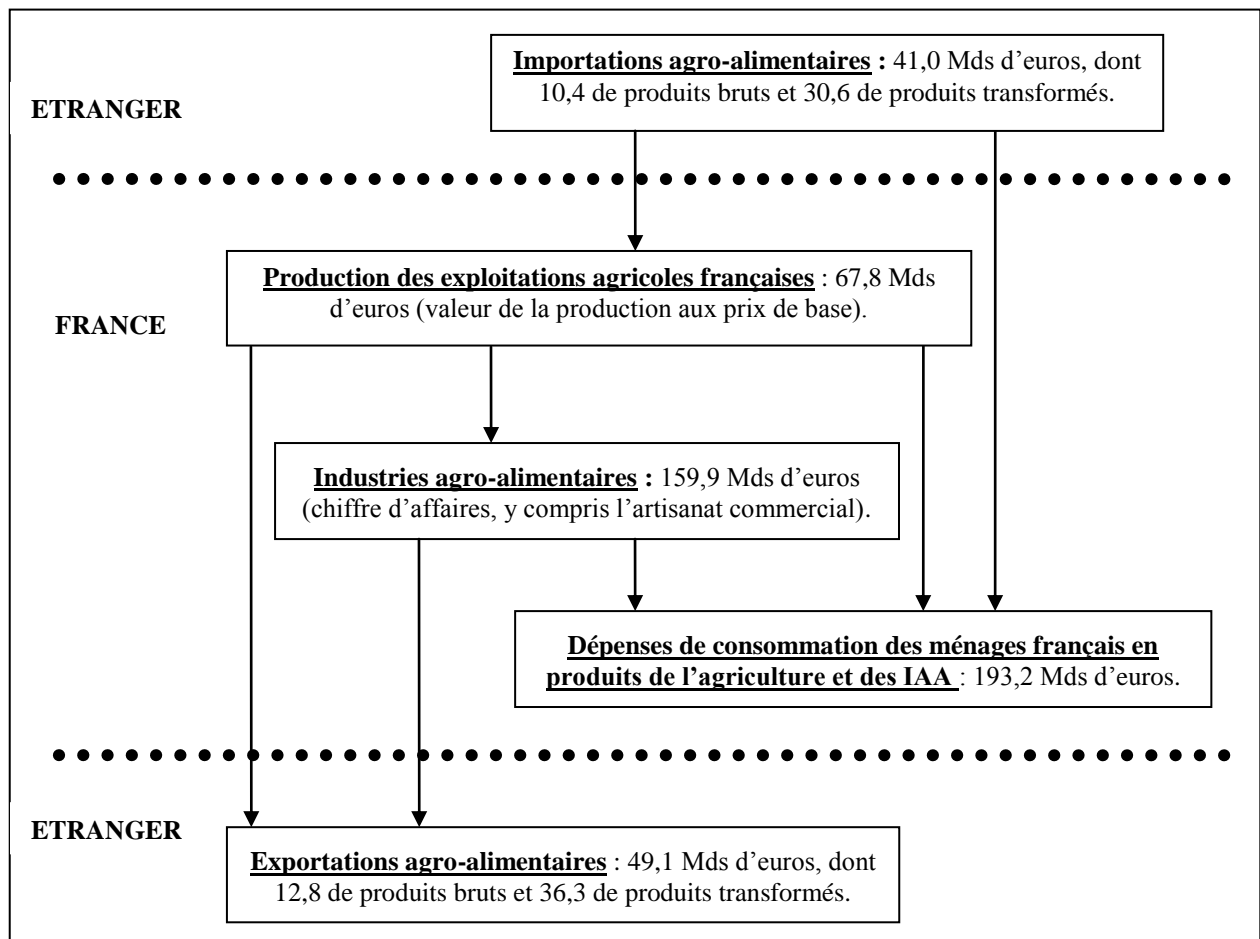 Importations agro-alimentaires : 41,0 Mds d’euros, dont
10,4 de produits bruts et 30,6 de produits transformés.
ETRANGER
Production des exploitations agricoles françaises : 67,8 Mds
d’euros (valeur de la production aux prix de base).
FRANCE
Industries agro-alimentaires : 159,9 Mds d’euros
(chiffre d’affaires, y compris l’artisanat commercial).
Dépenses de consommation des ménages français en
produits de l’agriculture et des IAA : 193,2 Mds d’euros.
ETRANGER
Exportations agro-alimentaires : 49,1 Mds d’euros, dont
12,8 de produits bruts et 36,3 de produits transformés.